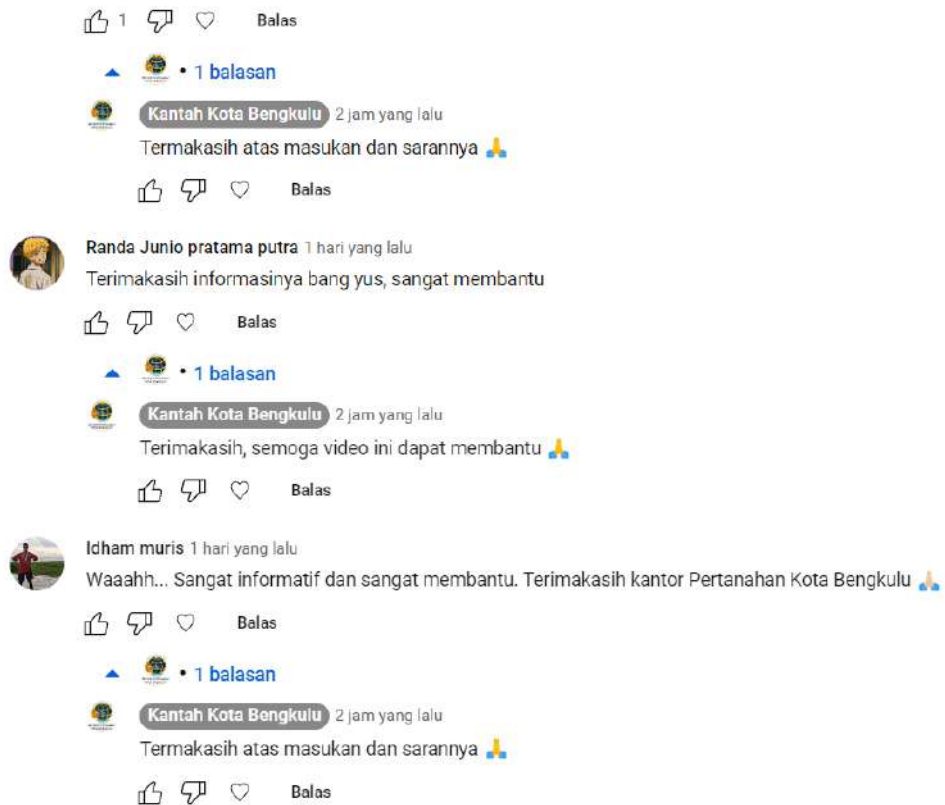 1 Balas
• 1 balasan
Kantah Kota Bengkulu 2 jam yang lalu
Termakasih atas masukan dan sarannya 🙏
Balas
Randa Junio pratama putra 1 hari yang lalu
Terimakasih informasinya bang yus, sangat membantu
Balas
• 1 balasan
Kantah Kota Bengkulu 2 jam yang lalu
Terimakasih, semoga video ini dapat membantu 🙏
Balas
Idham muris 1 hari yang lalu
Waaahh... Sangat informatif dan sangat membantu. Terimakasih kantor Pertanahan Kota Bengkulu 🙏🏻
Balas
• 1 balasan
Kantah Kota Bengkulu 2 jam yang lalu
Termakasih atas masukan dan sarannya 🙏
Balas